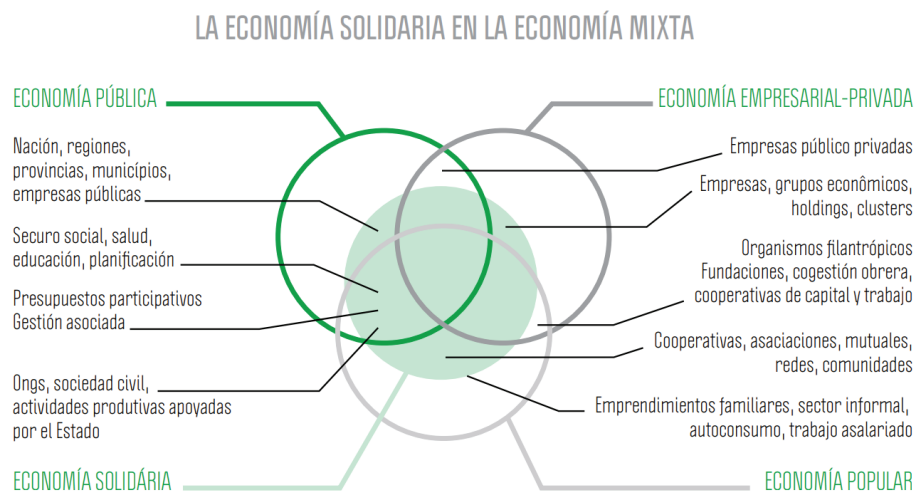 LA ECONOMÍA SOLIDARIA EN LA ECONOMÍA MIXTA
ECONOMÍA PÚBLICA
Nación, regiones,
provincias, municípios,
empresas públicas
Securo social, salud,
educación, planificación
Presupuestos participativos
Gestión asociada
Ongs, sociedad civil,
actividades produtivas apoyadas
por el Estado
ECONOMÍA SOLIDÁRIA
ECONOMÍA EMPRESARIAL-PRIVADA
Empresas público privadas
Empresas, grupos econômicos,
holdings, clusters
Organismos filantrópicos
Fundaciones, cogestión obrera,
cooperativas de capital y trabajo
Cooperativas, asaciaciones, mutuales,
redes, comunidades
Emprendimientos familiares, sector informal,
autoconsumo, trabajo asalariado
ECONOMÍA POPULAR